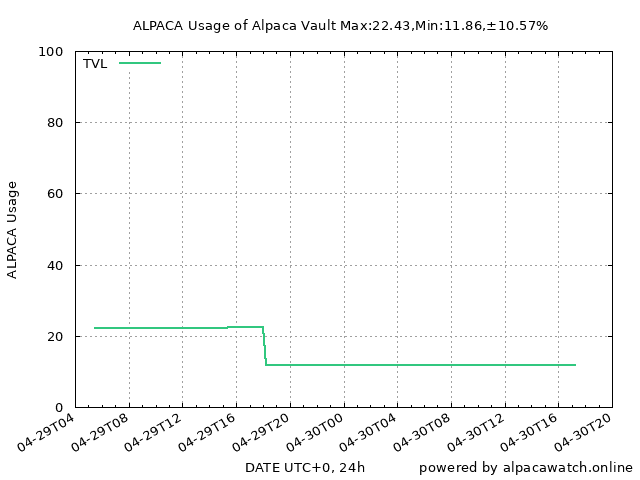 ALPACA Usage of Alpaca Vault Max:22.43,Min:11.86,±10.57%
100
TVL
80
60
ALPACA Usage
40
20
0
04-29T04
04-29T08
04-29T12
04-29T16
04-29T20
04-30T00
04-30T04
04-30T08
04-30T12
04-30T16
04-30T20
DATE UTC+0, 24h
powered by alpacawatch.online